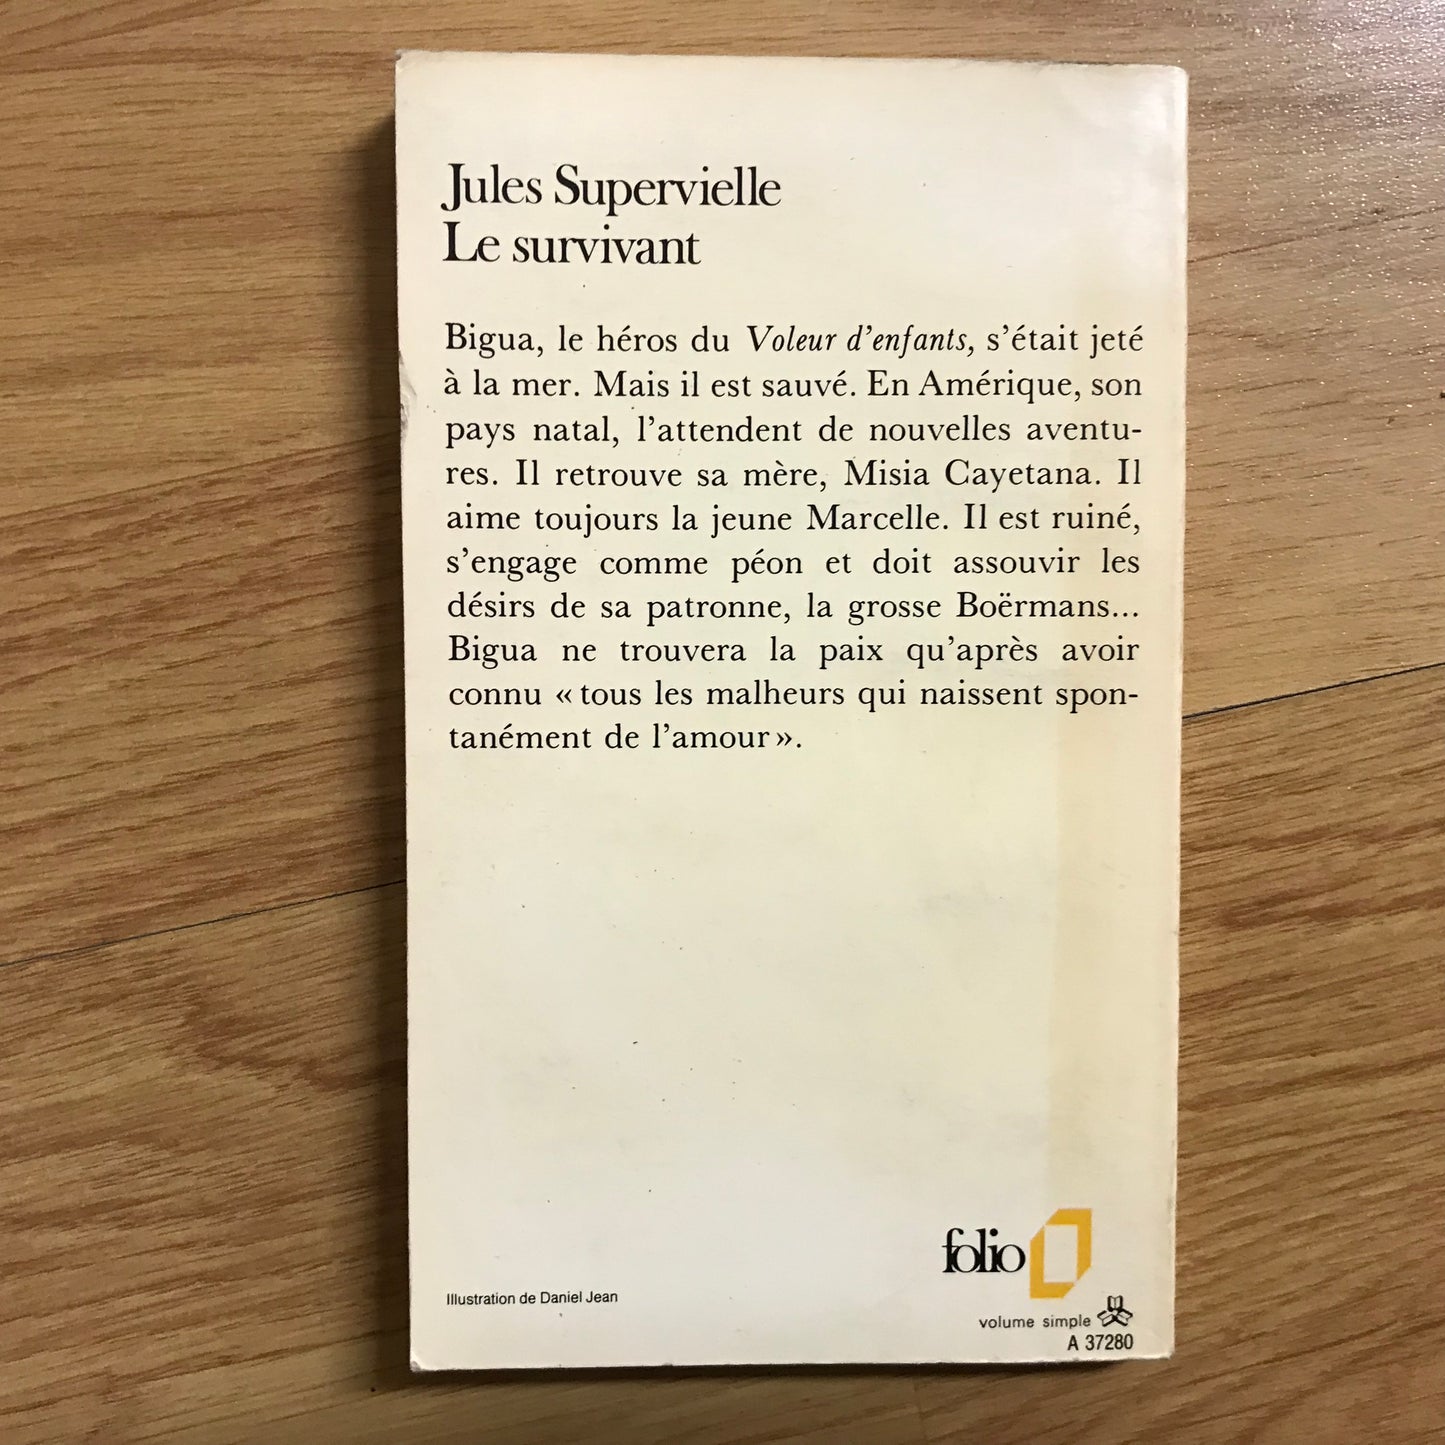 Jules Supervielle
Le survivant
Bigua, le héros du Voleur d'enfants, s'était jeté
à la mer. Mais il est sauvé. En Amérique, son
pays natal, l'attendent de nouvelles aventu-
res. Il retrouve sa mère, Misia Cayetana. Il
aime toujours la jeune Marcelle. Il est ruiné,
s'engage comme péon et doit assouvir les
désirs de sa patronne, la grosse Boërmans...
Bigua ne trouvera la paix qu'après avoir
connu « tous les malheurs qui naissent spon-
tanément de l'amour ».
folio
Illustration de Daniel Jean
volume simple
A 37280